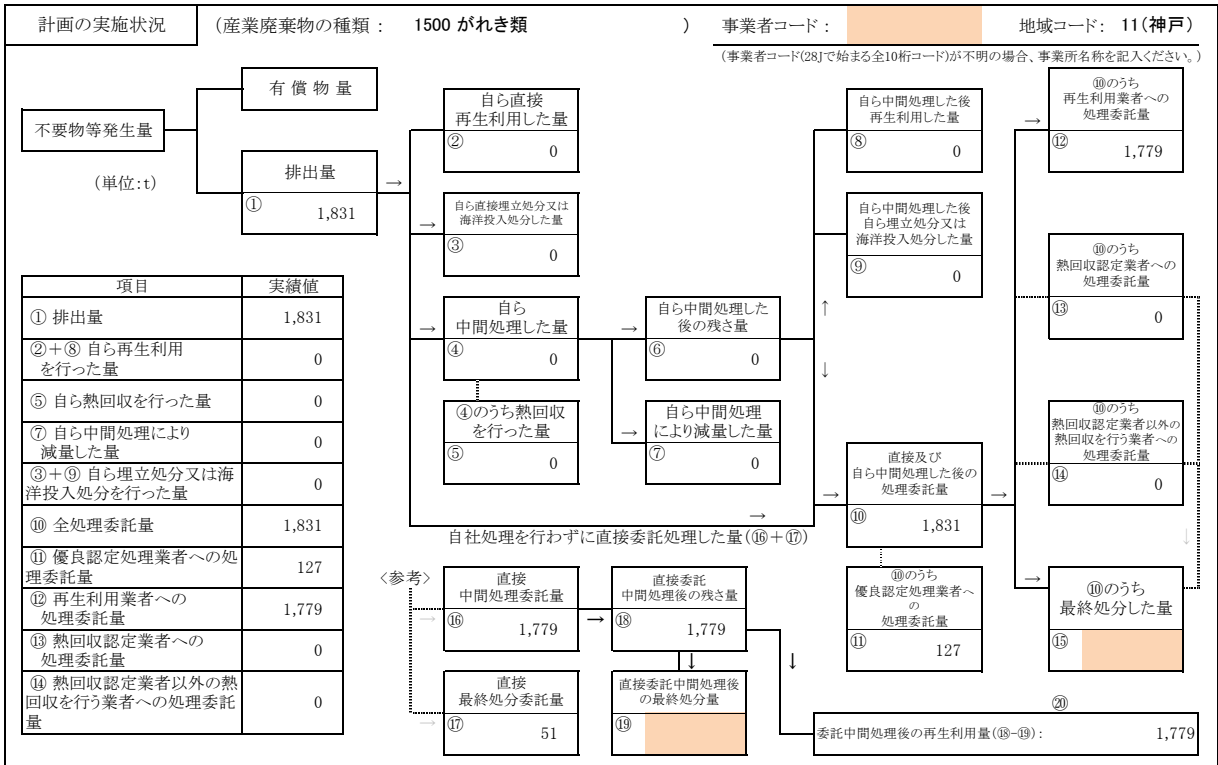 計画の実施状況
(産業廃棄物の種類 : 1500 がれき類 )
事業者コード :
地域コード: 11(神戸)
(事業者コード(28Jで始まる全10桁コード)が不明の場合、事業所名称を記入ください。)
不要物等発生量
(単位:t)
有 償 物 量
排出量
→
① 1,831
自ら直接
再生利用した量
② 0
→
自ら直接埋立処分又は
海洋投入処分した量
③ 0
→
自ら
中間処理した量
④ 0
④のうち熱回収
を行った量
⑤ 0
→
自ら中間処理した
後の残さ量
⑥ 0
→
自ら中間処理
により減量した量
⑦ 0
自ら中間処理した後
再生利用した量
⑧ 0
自ら中間処理した後
自ら埋立処分又は
海洋投入処分した量
⑨ 0
↑
↓
→
直接及び
自ら中間処理した後の
処理委託量
→
⑩ 1,831
⑩のうち
優良認定処理業者へ
の
処理委託量
⑪ 127
→
⑩のうち
再生利用業者への
処理委託量
⑫ 1,779
⑩のうち
熱回収認定業者への
処理委託量
⑬ 0
⑩のうち
熱回収認定業者以外の
熱回収を行う業者への
処理委託量
⑭ 0
↓
→
⑩のうち
最終処分した量
⑮
項目 実績値
① 排出量 1,831
②+⑧ 自ら再生利用
を行った量 0
⑤ 自ら熱回収を行った量 0
⑦ 自ら中間処理により
減量した量 0
③+⑨ 自ら埋立処分又は海
洋投入処分を行った量 0
⑩ 全処理委託量 1,831
⑪ 優良認定処理業者への処
理委託量 127
⑫ 再生利用業者への
処理委託量 1,779
⑬ 熱回収認定業者への
処理委託量 0
⑭ 熱回収認定業者以外の熱
回収を行う業者への処理委託
量 0
→
自社処理を行わずに直接委託処理した量(⑯+⑰)
〈参考〉
→
直接
中間処理委託量
⑯ 1,779
→
直接委託
中間処理後の残さ量
⑱ 1,779
→
直接
最終処分委託量
⑰ 51
↓
直接委託中間処理後
の最終処分量
⑲
↓
⑳
委託中間処理後の再生利用量(⑱-⑲): 1,779